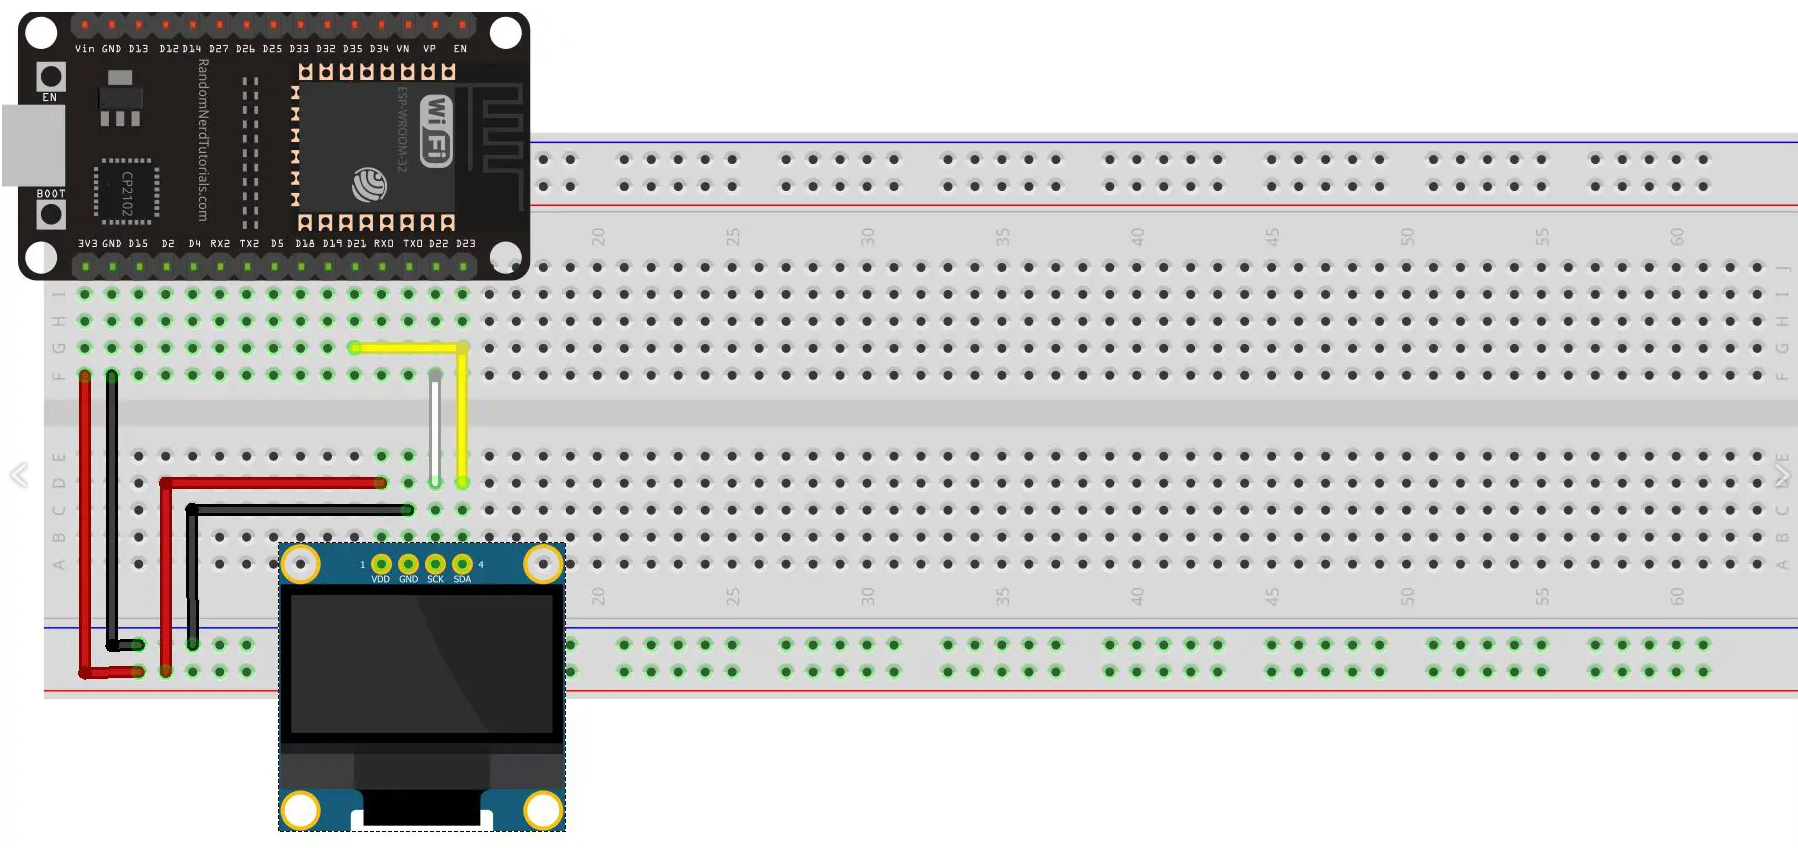 Vin GND D13 D12 D14 D27 D26 D25 D33 D32 D35 D34 VN VP EN
EN
RandomNerdTutorials.com
ESP-WROOM-32
WiFi
CP2102
BOOT
3V3 GND D15 D2 D4 RX2 TX2 D5 D18 D19 D21 RX0 TX0 D22 D23
20 25 30 35 40 45 50 55 60
J
I I
H H
G G
F F
E E
D
C C
B B
A A
1 4
VDD GND SCK SDA
20 25 30 35 40 45 50 55 60